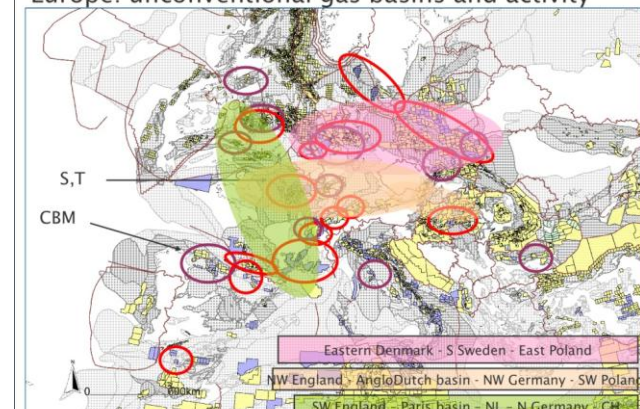 Europe: unconventional gas basins and activity
S,T
CBM
0
Eastern Denmark - S Sweden - East Poland
NW England - AngloDutch basin - NW Germany - SW Poland
SW England - Paris basin - NL - N Germany - CH